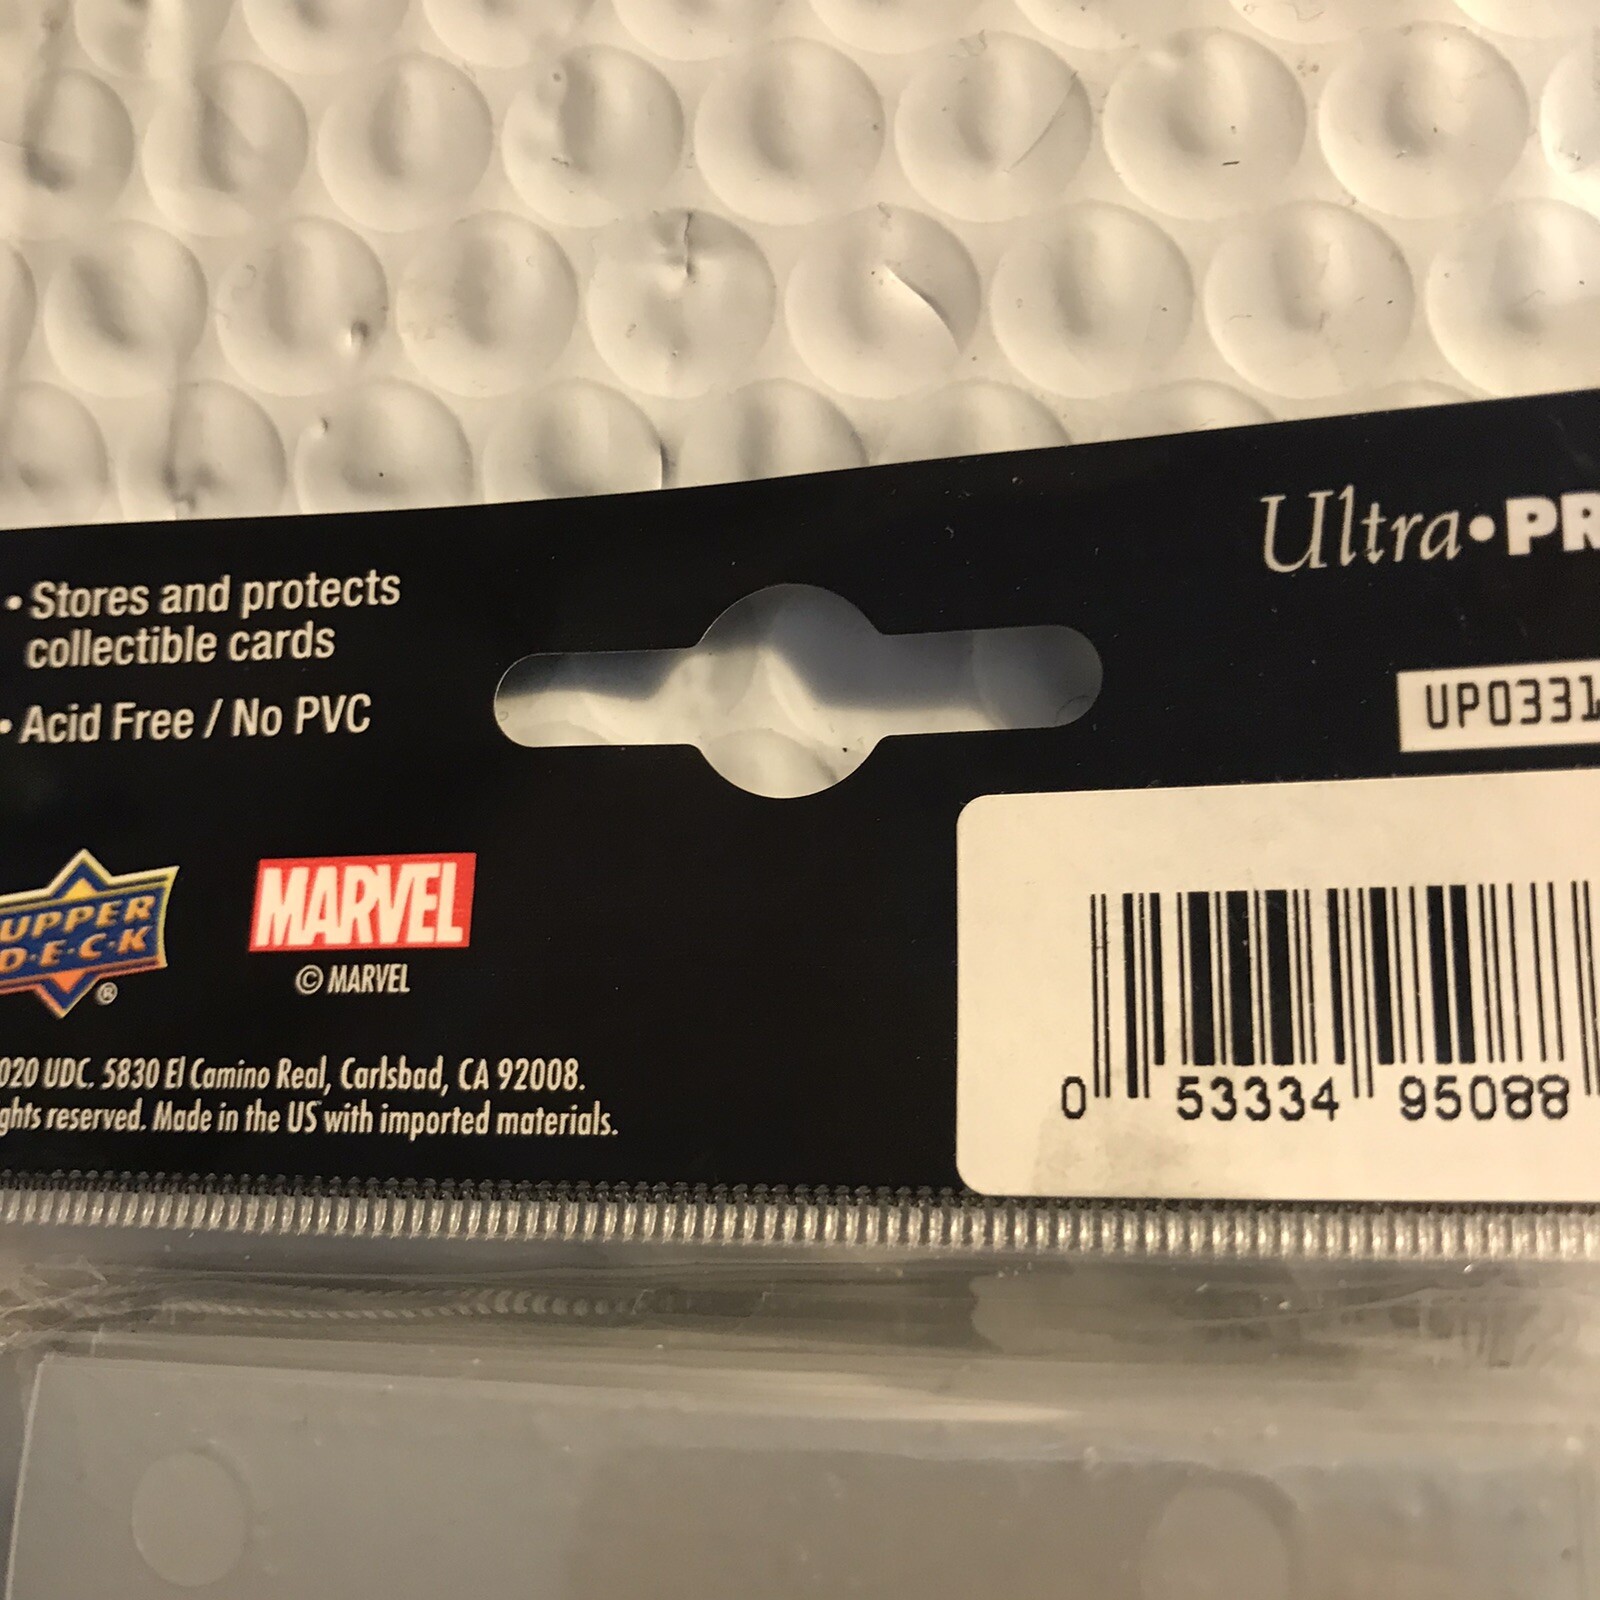 Ultra•PR
• Stores and protects
collectible cards
• Acid Free / No PVC
UP0331
UPPER
D•E•C•K
®
MARVEL
© MARVEL
020 UDC. 5830 El Camino Real, Carlsbad, CA 92008.
ghts reserved. Made in the US with imported materials.
0 53334 95088